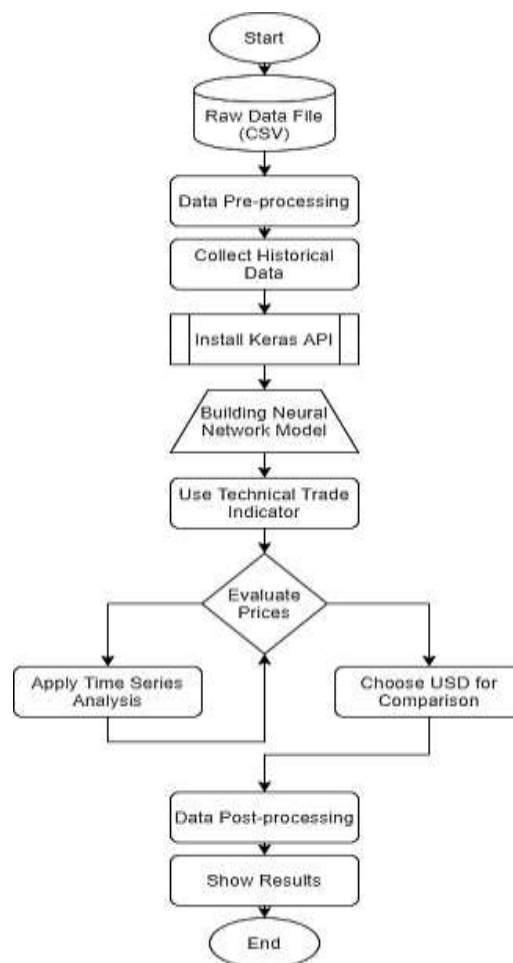 Start
Raw Data File
(CSV)
Data Pre-processing
Collect Historical
Data
Install Keras API
Building Neural
Network Model
Use Technical Trade
Indicator
Evaluate
Prices
Apply Time Series
Analysis
Choose USD for
Comparison
Data Post-processing
Show Results
End